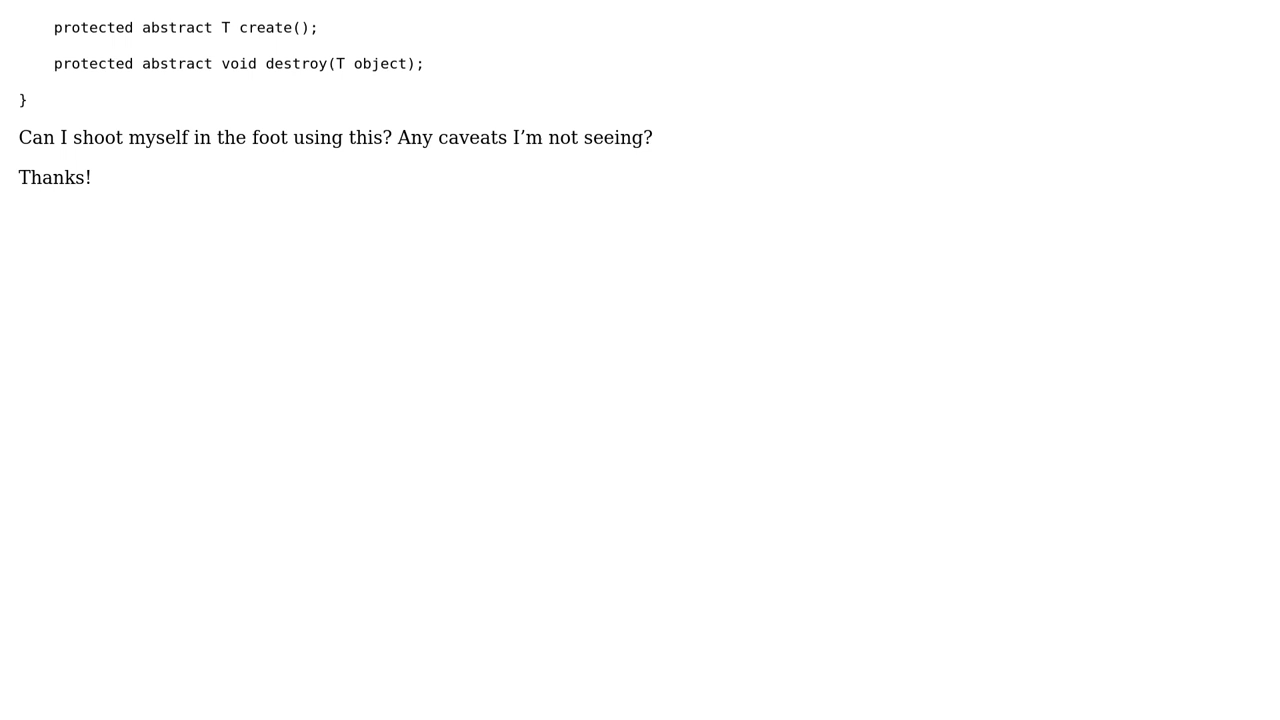 protected abstract T create();
    protected abstract void destroy(T object);
}
Can I shoot myself in the foot using this? Any caveats I’m not seeing?
Thanks!